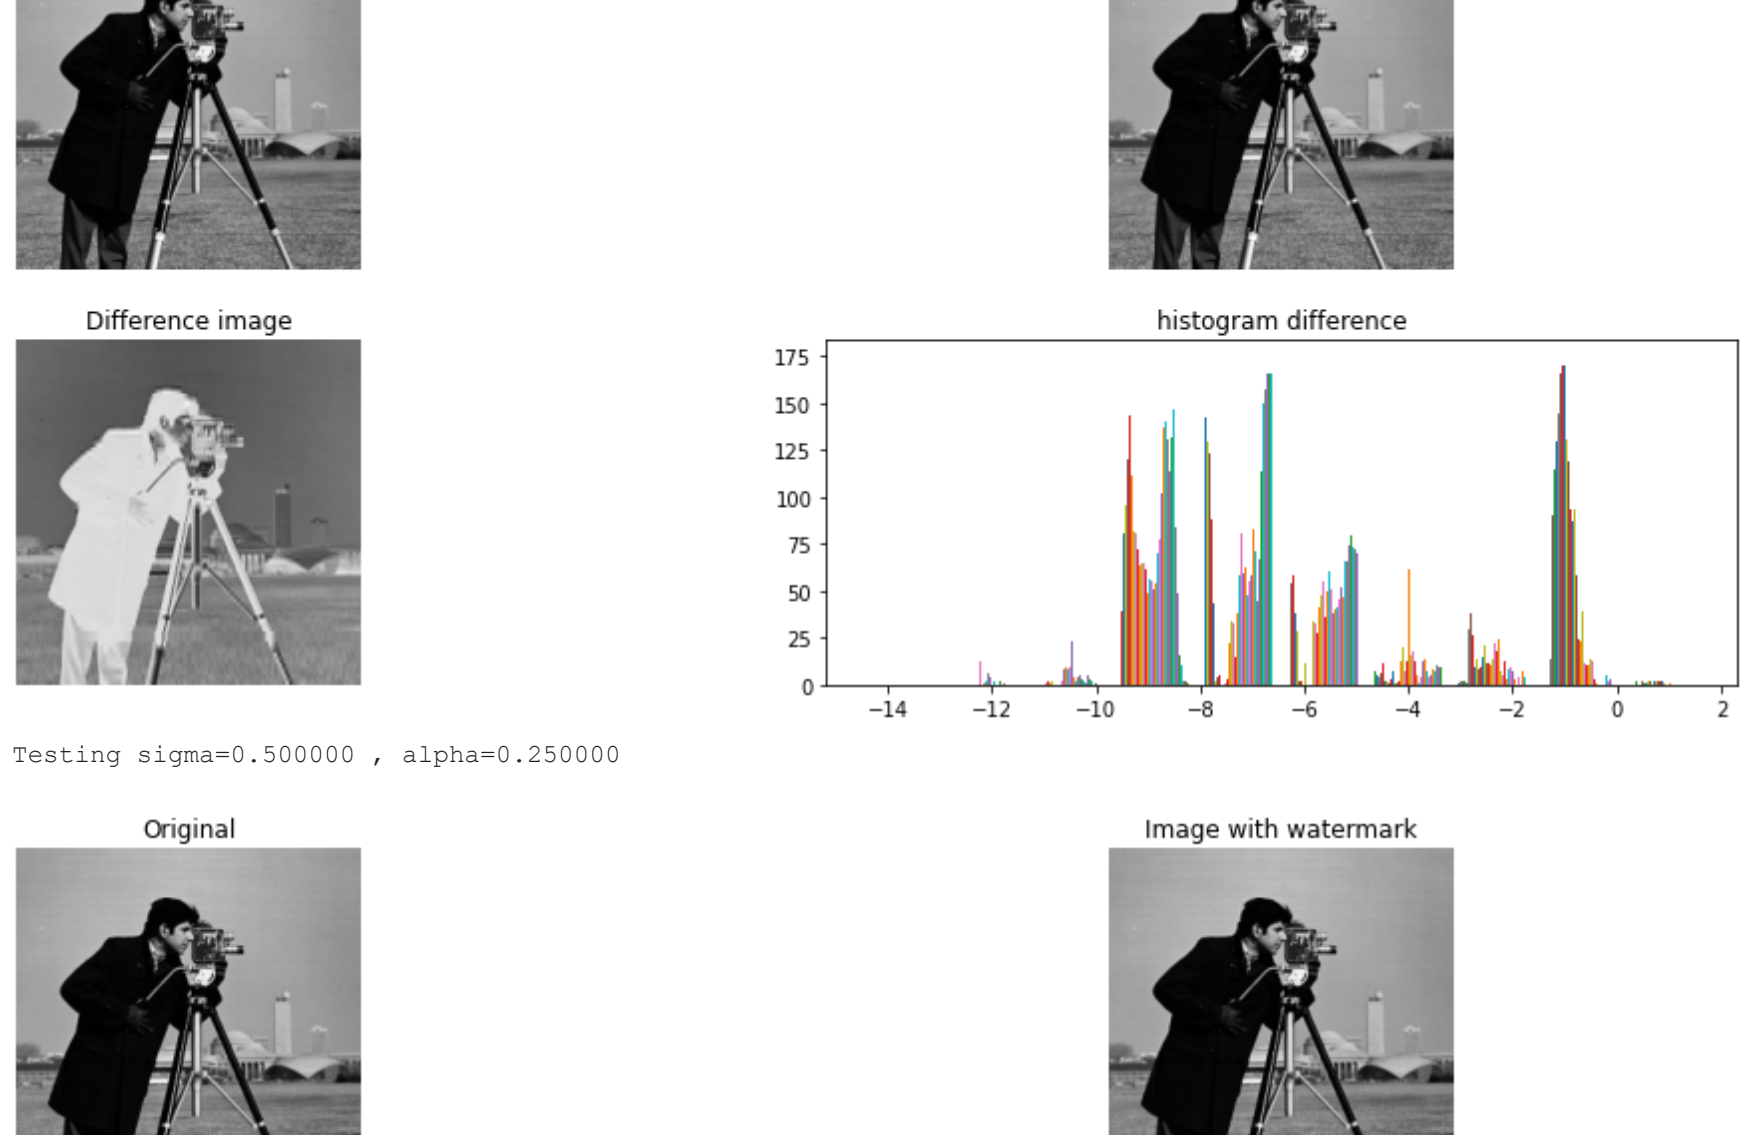 Difference image
histogram difference
175
150
125
100
75
50
25
0
−14 −12 −10 −8 −6 −4 −2 0 2
Testing sigma=0.500000 , alpha=0.250000
Original
Image with watermark